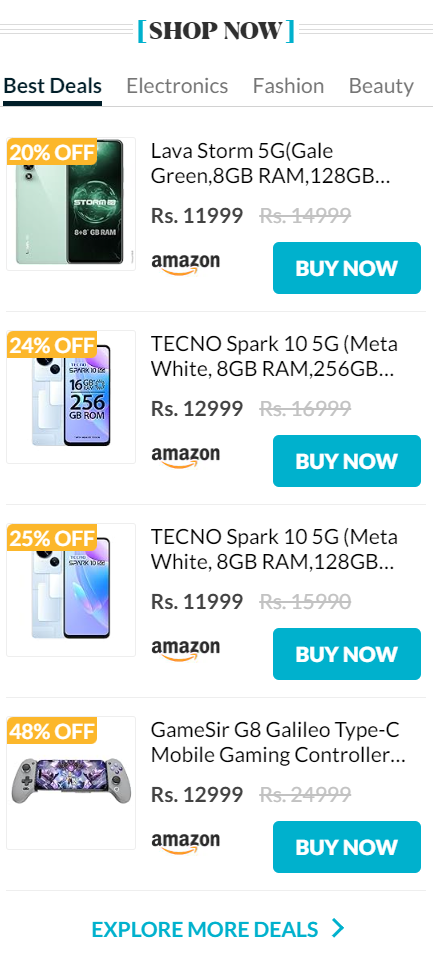 [SHOP NOW]
Best Deals Electronics Fashion Beauty
20% OFF
STORM 5G
8+8* GB RAM
Lava Storm 5G(Gale
Green,8GB RAM,128GB...
Rs. 11999 Rs. 14999
amazon
BUY NOW
24% OFF
TECNO
SPARK 10 5G
16 GB
256
GB ROM
TECNO Spark 10 5G (Meta
White, 8GB RAM,256GB...
Rs. 12999 Rs. 16999
amazon
BUY NOW
25% OFF
TECNO
SPARK 10 5G
TECNO Spark 10 5G (Meta
White, 8GB RAM,128GB...
Rs. 11999 Rs. 15990
amazon
BUY NOW
48% OFF
GameSir G8 Galileo Type-C
Mobile Gaming Controller...
Rs. 12999 Rs. 24999
amazon
BUY NOW
EXPLORE MORE DEALS >